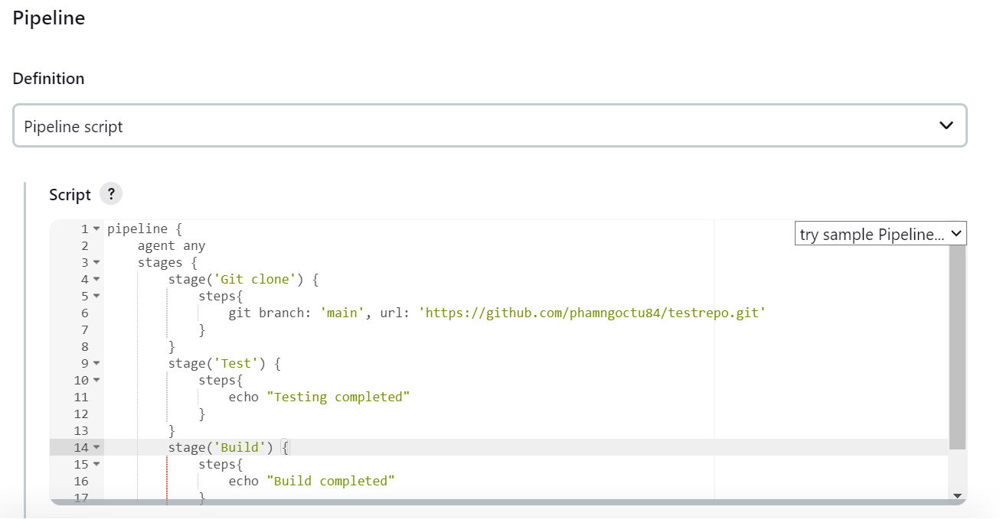 Pipeline
Definition
Pipeline script
Script ?
try sample Pipeline...
1 pipeline {
2     agent any
3     stages {
4         stage('Git clone') {
5             steps{
6                 git branch: 'main', url: 'https://github.com/phamngoctu84/testrepo.git'
7             }
8         }
9         stage('Test') {
10             steps{
11                 echo "Testing completed"
12             }
13         }
14         stage('Build') {
15             steps{
16                 echo "Build completed"
17             }